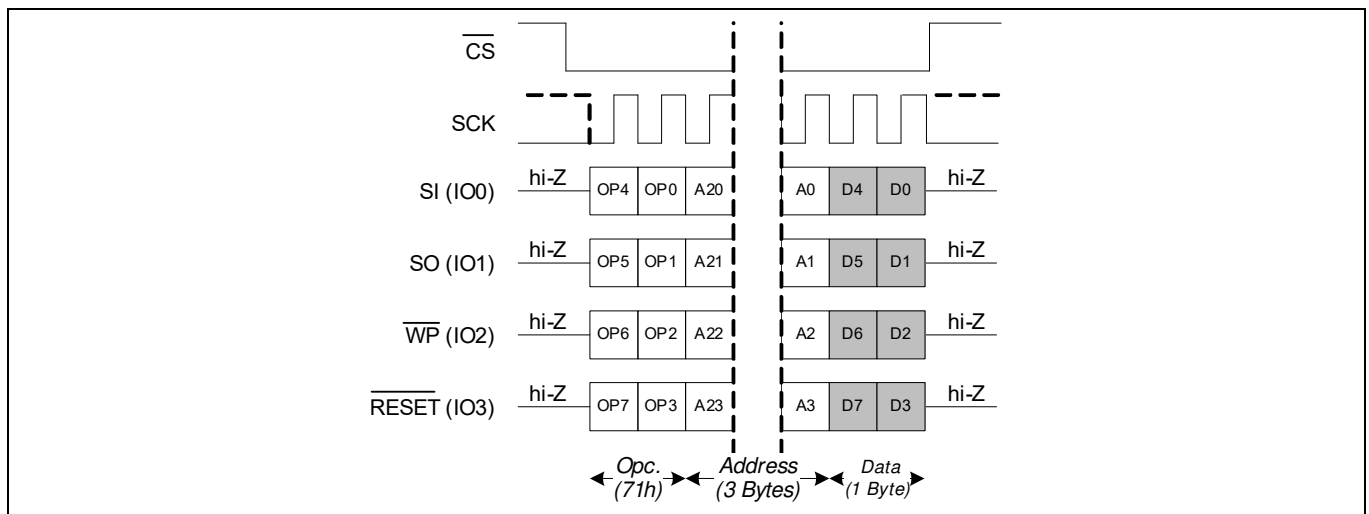 CS
SCK
SI (IO0) hi-Z OP4 OP0 A20 A0 D4 D0 hi-Z
SO (IO1) hi-Z OP5 OP1 A21 A1 D5 D1 hi-Z
WP (IO2) hi-Z OP6 OP2 A22 A2 D6 D2 hi-Z
RESET (IO3) hi-Z OP7 OP3 A23 A3 D7 D3 hi-Z
Opc. Address Data
(71h) (3 Bytes) (1 Byte)